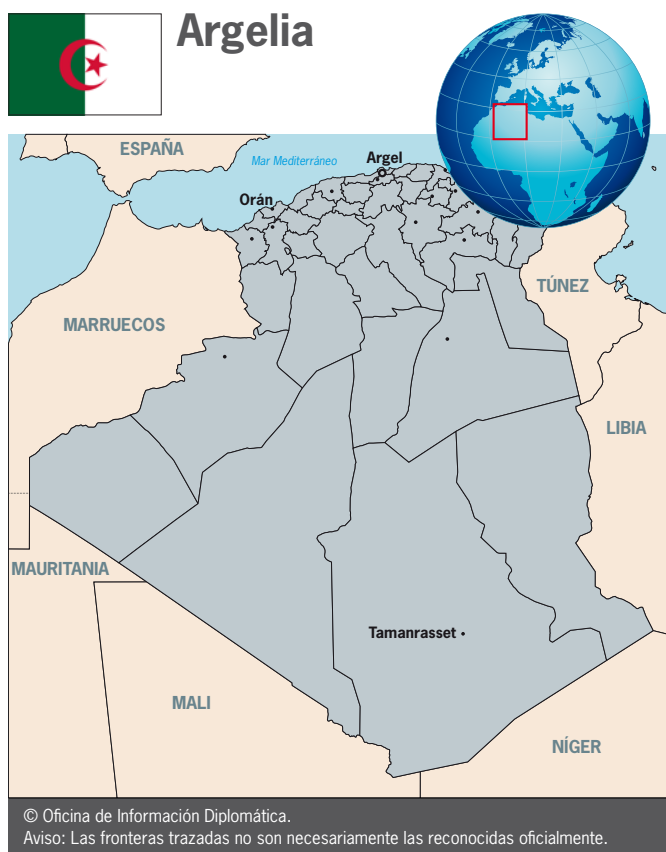 Argelia
ESPAÑA
Mar Mediterráneo
Argel
Orán
TÚNEZ
MARRUECOS
LIBIA
MAURITANIA
Tamanrasset
MALI
NÍGER
© Oficina de Información Diplomática.
Aviso: Las fronteras trazadas no son necesariamente las reconocidas oficialmente.